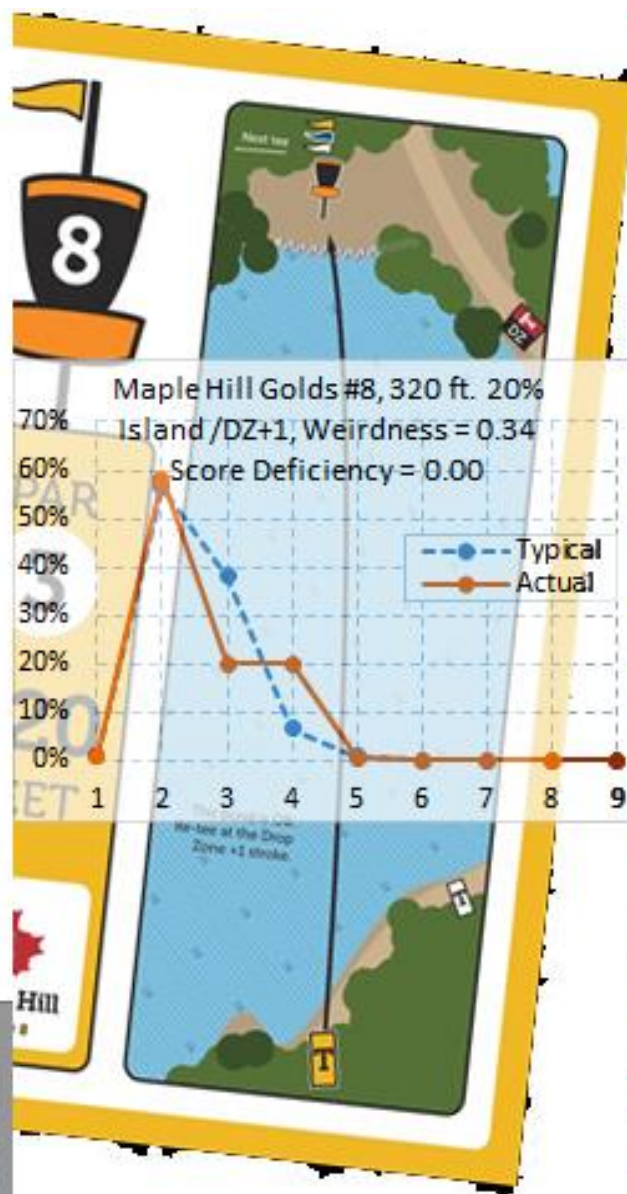 Next tee
8
DZ
Maple Hill Golds #8, 320 ft. 20%
Island /DZ+1, Weirdness = 0.34
Score Deficiency = 0.00
70%
60%
50%
40%
30%
20%
10%
0%
PAR
3
20
EET
Typical
Actual
1 2 3 4 5 6 7 8 9
Re-tee at the Drop
Zone +1 stroke.
Hill